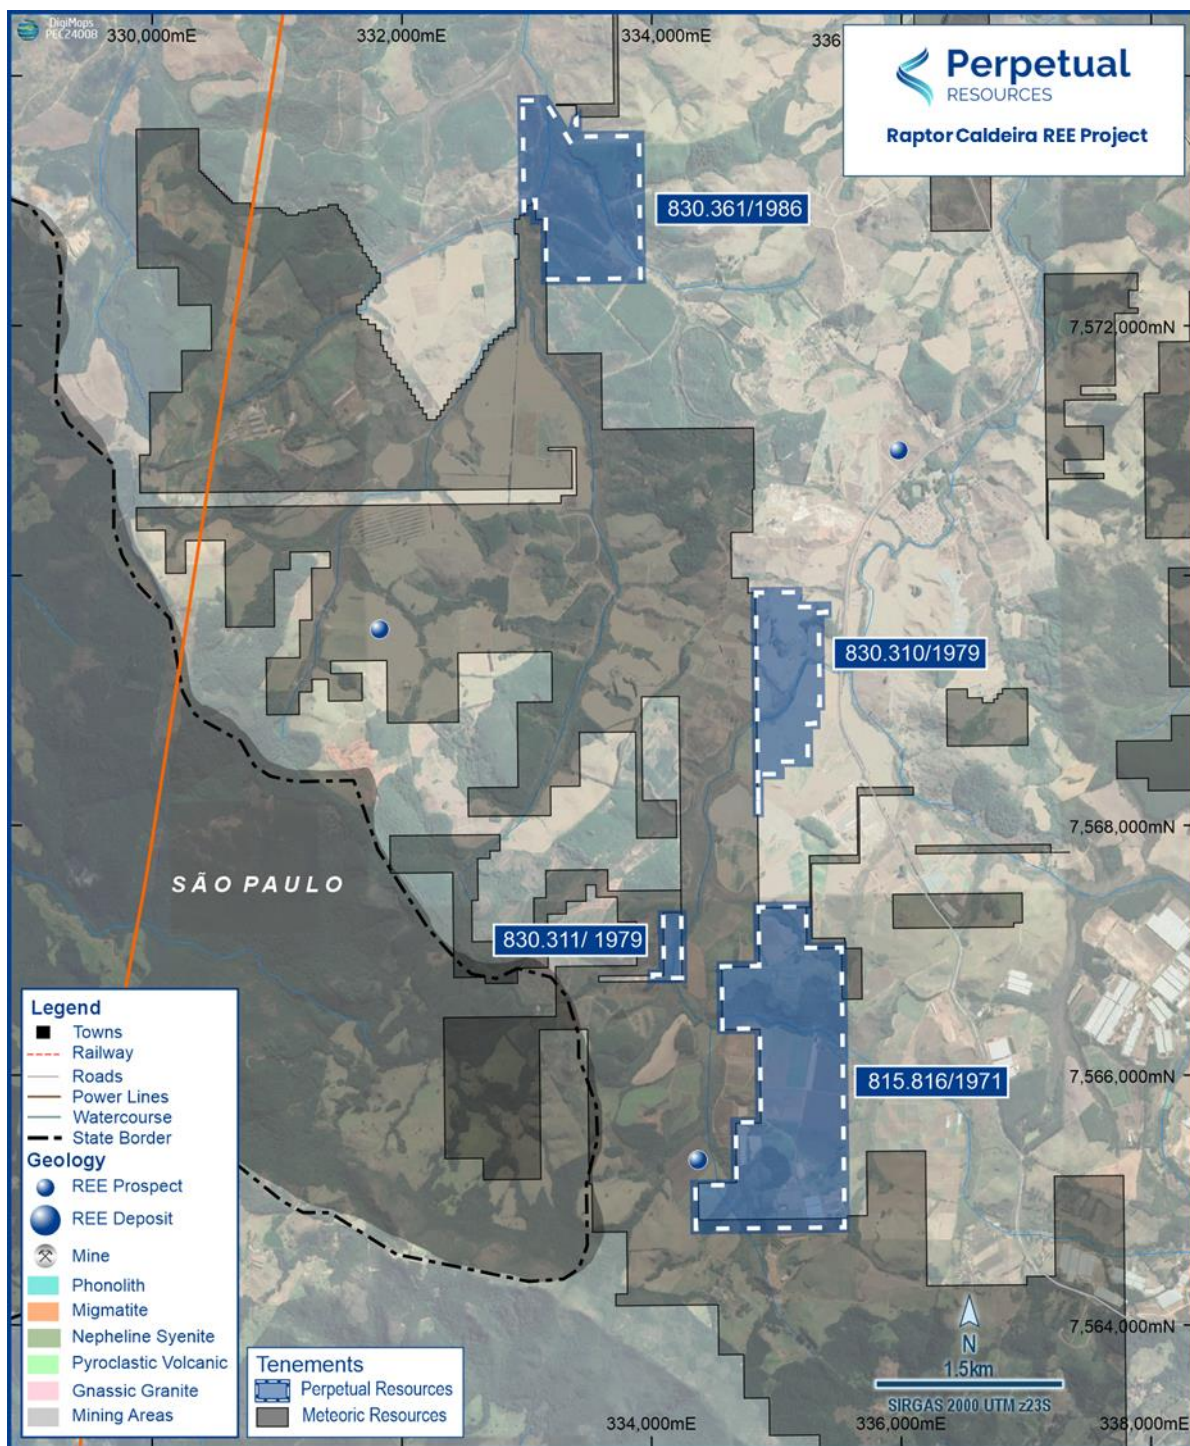 DigiMaps
PEC24008
330,000mE
332,000mE
334,000mE
336
Perpetual
RESOURCES
Raptor Caldeira REE Project
830.361/1986
7,572,000mN
830.310/1979
7,568,000mN
SÃO PAULO
830.311/ 1979
815.816/1971
7,566,000mN
Legend
Towns
Railway
Roads
Power Lines
Watercourse
State Border
Geology
REE Prospect
REE Deposit
Mine
Phonolith
Migmatite
Nepheline Syenite
Pyroclastic Volcanic
Gnassic Granite
Mining Areas
Tenements
Perpetual Resources
Meteoric Resources
7,564,000mN
N
1.5km
SIRGAS 2000 UTM z23S
334,000mE
336,000mE
338,000mE